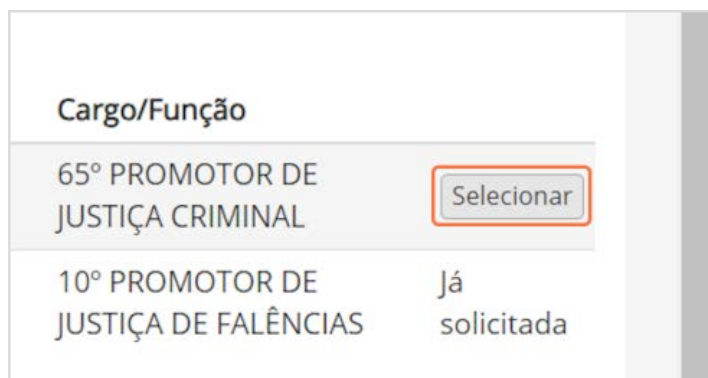 Cargo/Função
65º PROMOTOR DE
JUSTIÇA CRIMINAL
Selecionar
10º PROMOTOR DE
JUSTIÇA DE FALÊNCIAS
Já
solicitada